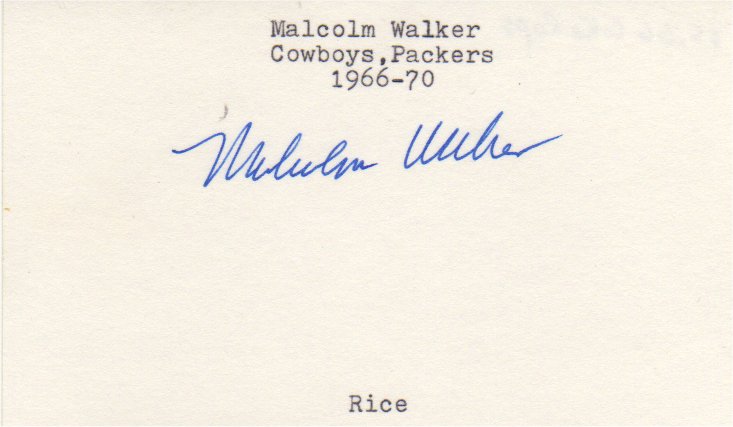 Malcolm Walker
Cowboys,Packers
1966-70
Malcolm Walker
Rice